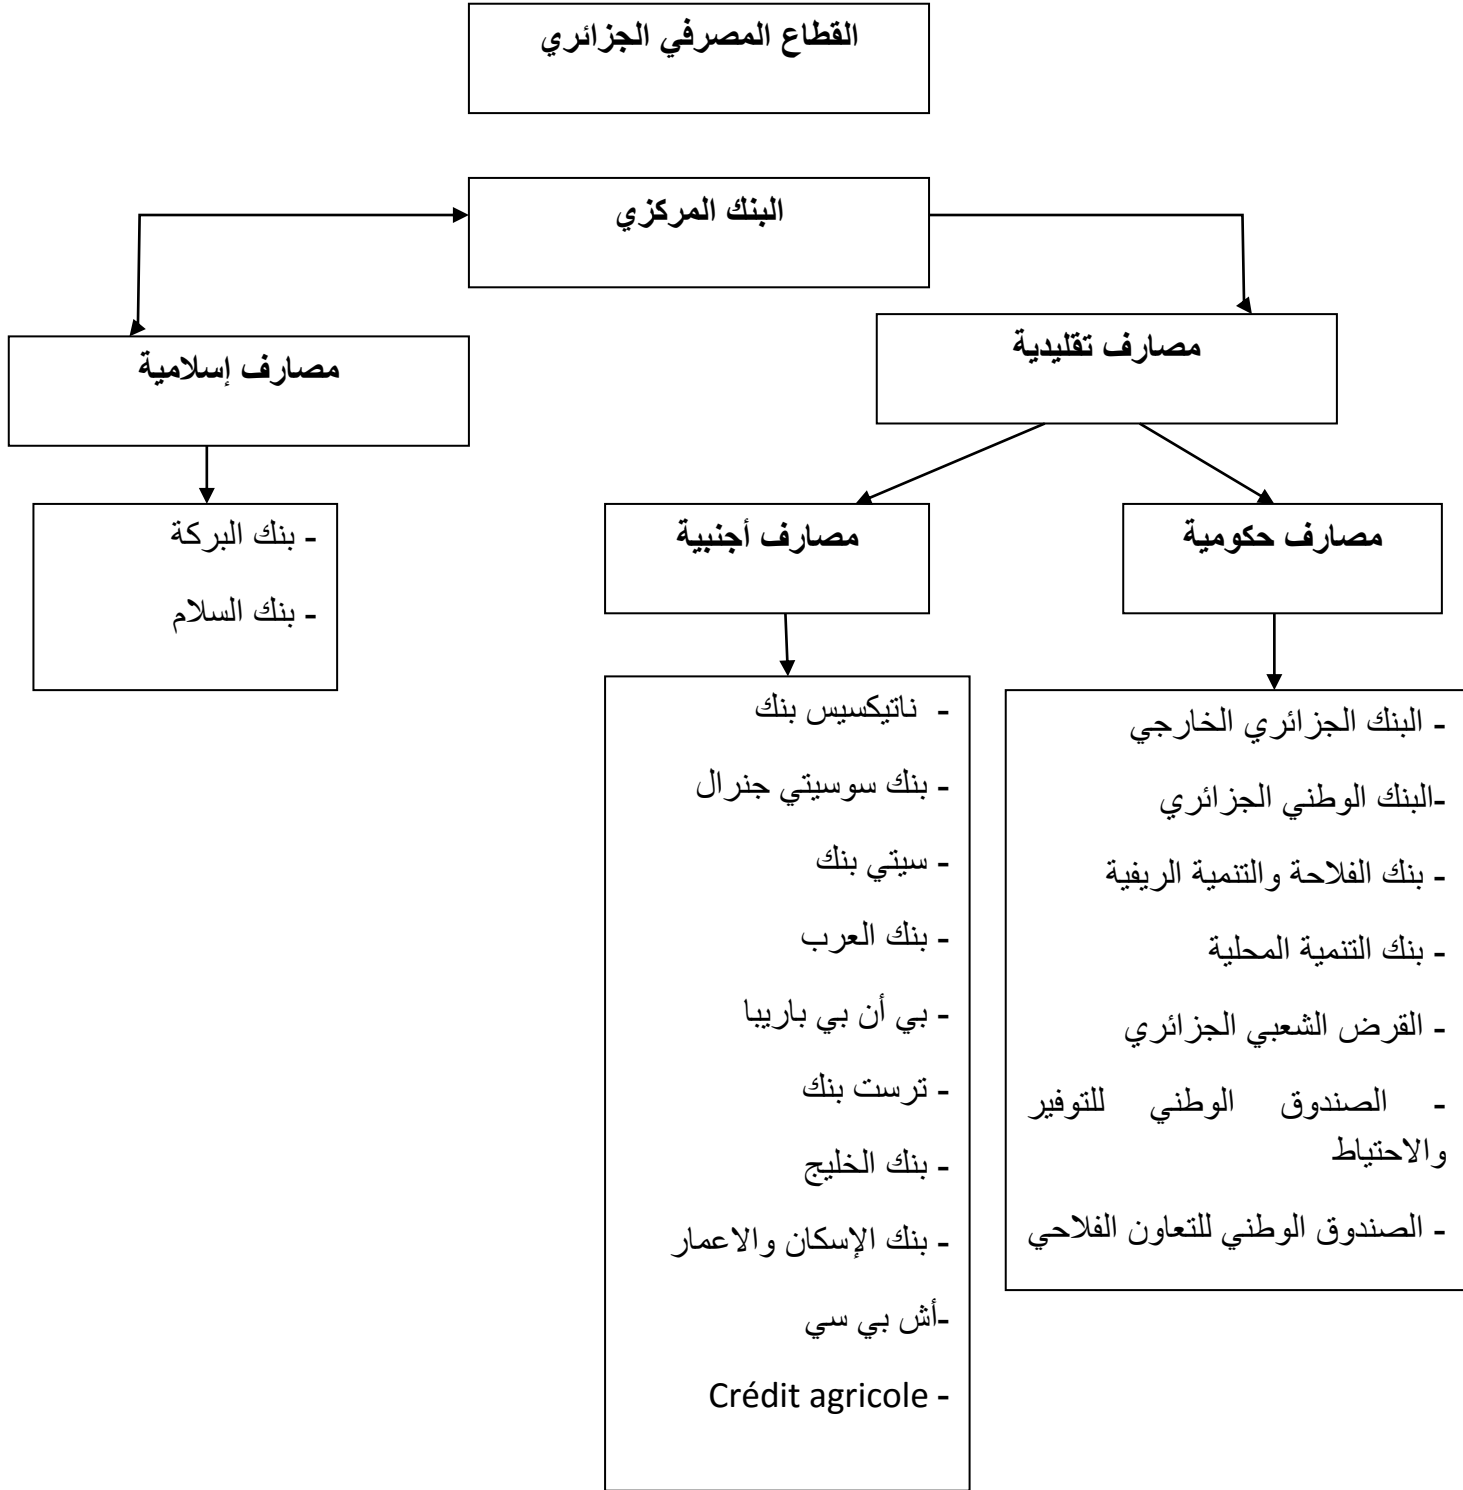 القطاع المصرفي الجزائري
البنك المركزي
مصارف تقليدية
مصارف إسلامية
مصارف حكومية
مصارف أجنبية
- بنك البركة
- بنك السلام
- البنك الجزائري الخارجي
-البنك الوطني الجزائري
- بنك الفلاحة والتنمية الريفية
- بنك التنمية المحلية
- القرض الشعبي الجزائري
- الصندوق الوطني للتوفير
والاحتياط
- الصندوق الوطني للتعاون الفلاحي
- ناتيكسيس بنك
- بنك سوسيتي جنرال
- سيتي بنك
- بنك العرب
- بي أن بي باريبا
- ترست بنك
- بنك الخليج
- بنك الإسكان والاعمار
-أش بي سي
Crédit agricole -